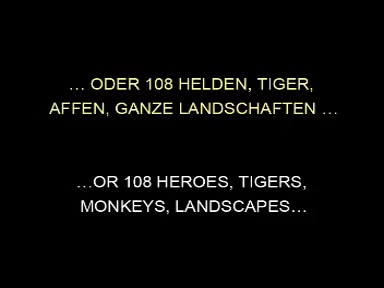 … ODER 108 HELDEN, TIGER,
AFFEN, GANZE LANDSCHAFTEN …
…OR 108 HEROES, TIGERS,
MONKEYS, LANDSCAPES…